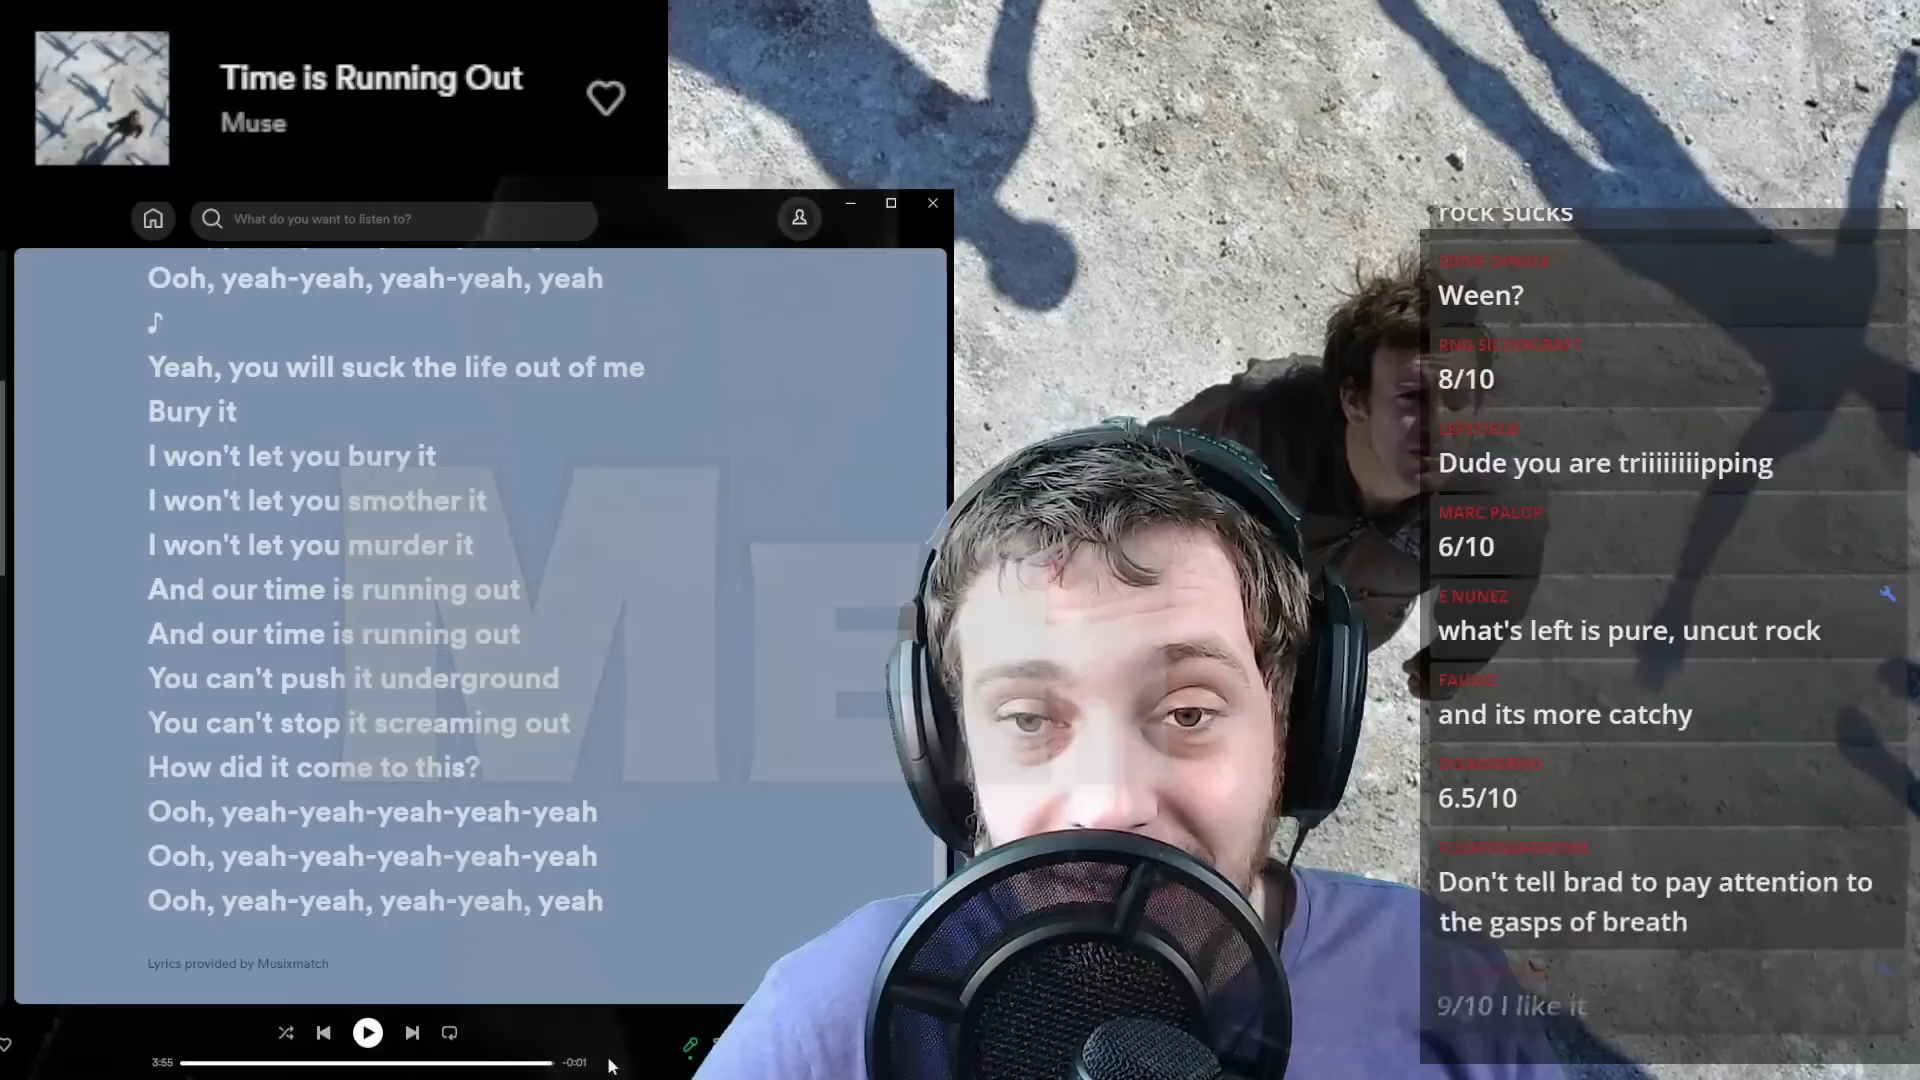 Time is Running Out
Muse
What do you want to listen to?
Ooh, yeah-yeah, yeah-yeah, yeah
♪
Yeah, you will suck the life out of me
Bury it
I won't let you bury it
I won't let you smother it
I won't let you murder it
And our time is running out
And our time is running out
You can't push it underground
You can't stop it screaming out
How did it come to this?
Ooh, yeah-yeah-yeah-yeah-yeah
Ooh, yeah-yeah-yeah-yeah-yeah
Ooh, yeah-yeah, yeah-yeah, yeah
Lyrics provided by Musixmatch
3:55
-0:01
ME
rock sucks
Ween?
RNG SILVERCRAFT
8/10
Dude you are triiiiiiiipping
MARC PALOP
6/10
E NUNEZ
what's left is pure, uncut rock
and its more catchy
6.5/10
Don't tell brad to pay attention to
the gasps of breath
9/10 I like it